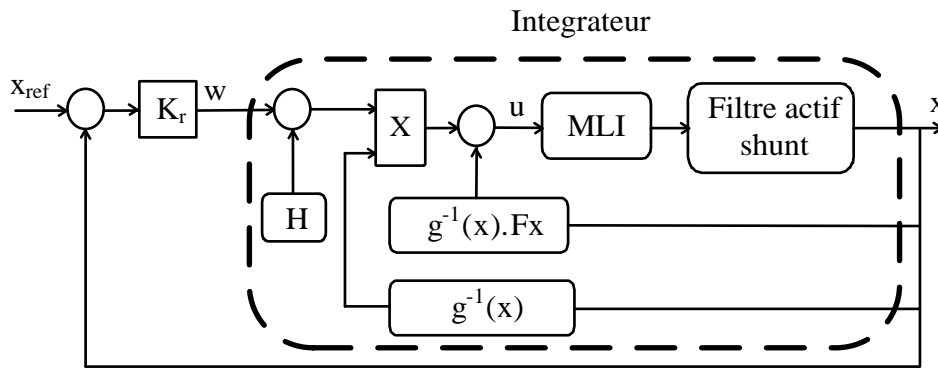 Integrateur
x_ref
K_r
w
H
X
u
MLI
Filtre actif
shunt
x
g⁻¹(x).Fx
g⁻¹(x)